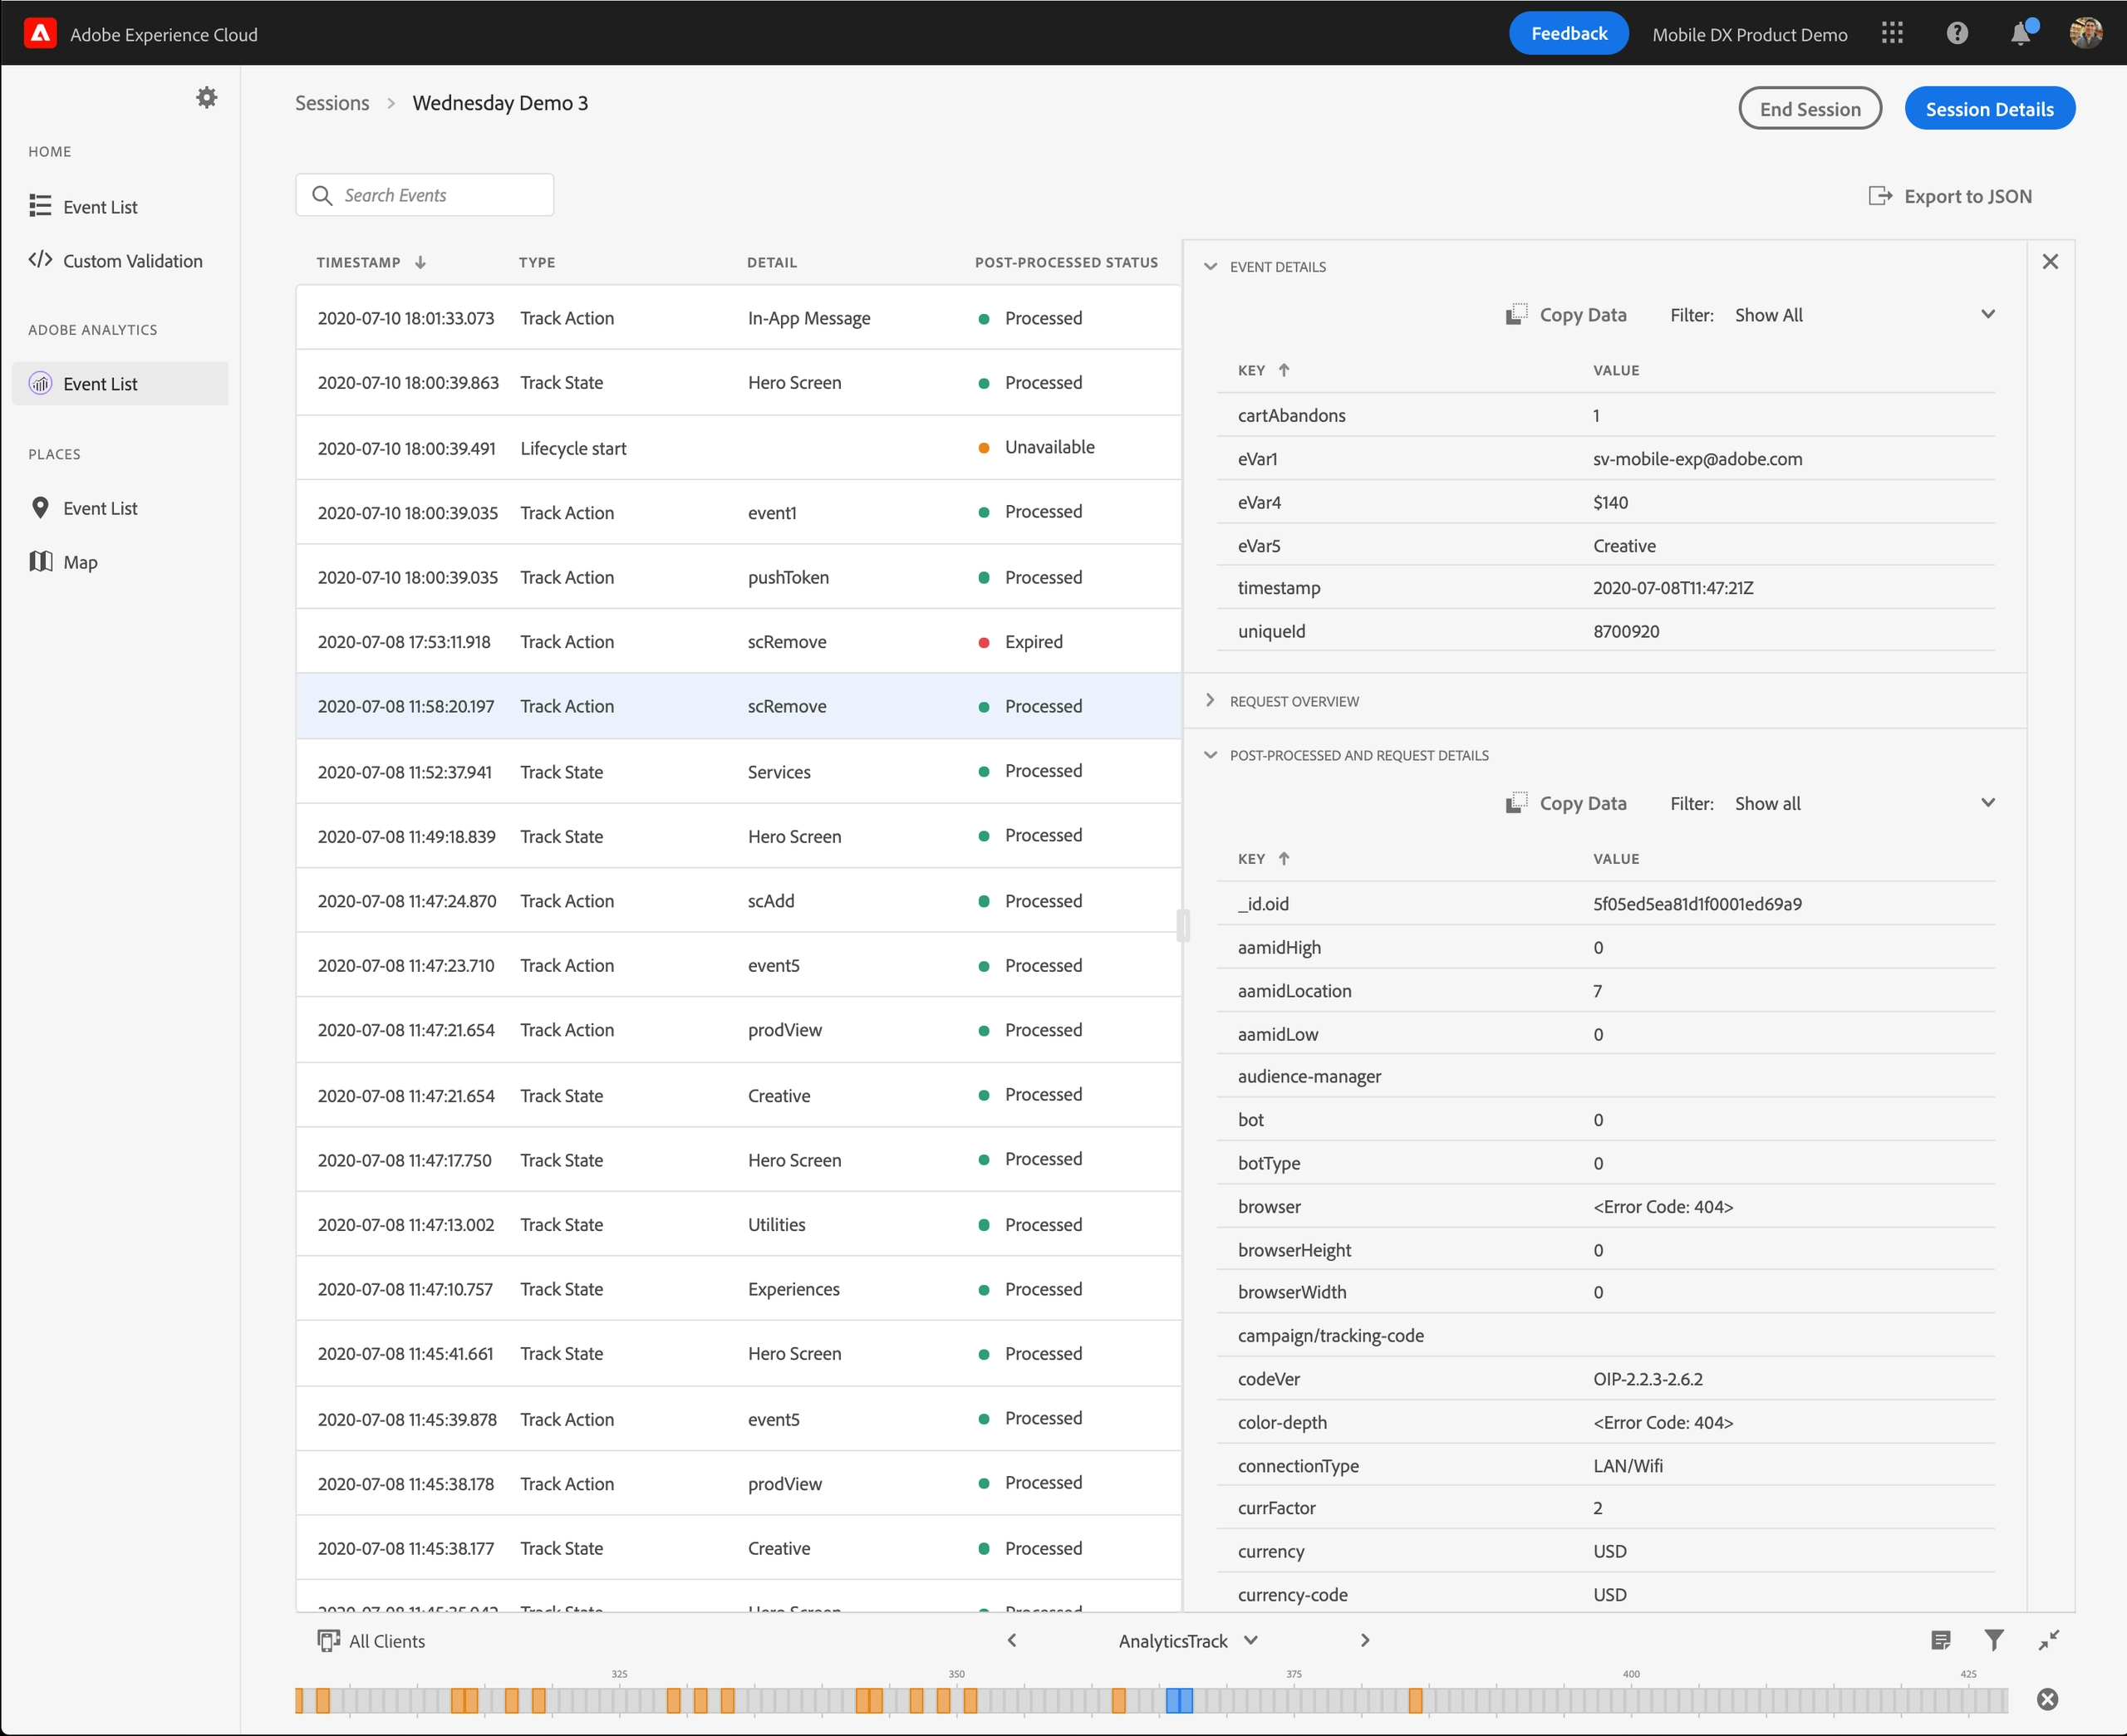 Adobe Experience Cloud
Feedback
Mobile DX Product Demo
Sessions > Wednesday Demo 3
End Session
Session Details
HOME
Event List
Custom Validation
ADOBE ANALYTICS
Event List
PLACES
Event List
Map
Search Events
Export to JSON
TIMESTAMP TYPE DETAIL POST-PROCESSED STATUS
2020-07-10 18:01:33.073 Track Action In-App Message Processed
2020-07-10 18:00:39.863 Track State Hero Screen Processed
2020-07-10 18:00:39.491 Lifecycle start Unavailable
2020-07-10 18:00:39.035 Track Action event1 Processed
2020-07-10 18:00:39.035 Track Action pushToken Processed
2020-07-08 17:53:11.918 Track Action scRemove Expired
2020-07-08 11:58:20.197 Track Action scRemove Processed
2020-07-08 11:52:37.941 Track State Services Processed
2020-07-08 11:49:18.839 Track State Hero Screen Processed
2020-07-08 11:47:24.870 Track Action scAdd Processed
2020-07-08 11:47:23.710 Track Action event5 Processed
2020-07-08 11:47:21.654 Track Action prodView Processed
2020-07-08 11:47:21.654 Track State Creative Processed
2020-07-08 11:47:17.750 Track State Hero Screen Processed
2020-07-08 11:47:13.002 Track State Utilities Processed
2020-07-08 11:47:10.757 Track State Experiences Processed
2020-07-08 11:45:41.661 Track State Hero Screen Processed
2020-07-08 11:45:39.878 Track Action event5 Processed
2020-07-08 11:45:38.178 Track Action prodView Processed
2020-07-08 11:45:38.177 Track State Creative Processed
Track State Hero Screen Processed
EVENT DETAILS
Copy Data Filter: Show All
KEY VALUE
cartAbandons 1
eVar1 sv-mobile-exp@adobe.com
eVar4 $140
eVar5 Creative
timestamp 2020-07-08T11:47:21Z
uniqueId 8700920
REQUEST OVERVIEW
POST-PROCESSED AND REQUEST DETAILS
Copy Data Filter: Show all
KEY VALUE
_id.oid 5f05ed5ea81d1f0001ed69a9
aamidHigh 0
aamidLocation 7
aamidLow 0
audience-manager
bot 0
botType 0
browser <Error Code: 404>
browserHeight 0
browserWidth 0
campaign/tracking-code
codeVer OIP-2.2.3-2.6.2
color-depth <Error Code: 404>
connectionType LAN/Wifi
currFactor 2
currency USD
currency-code USD
All Clients
AnalyticsTrack
325 350 375 400 425